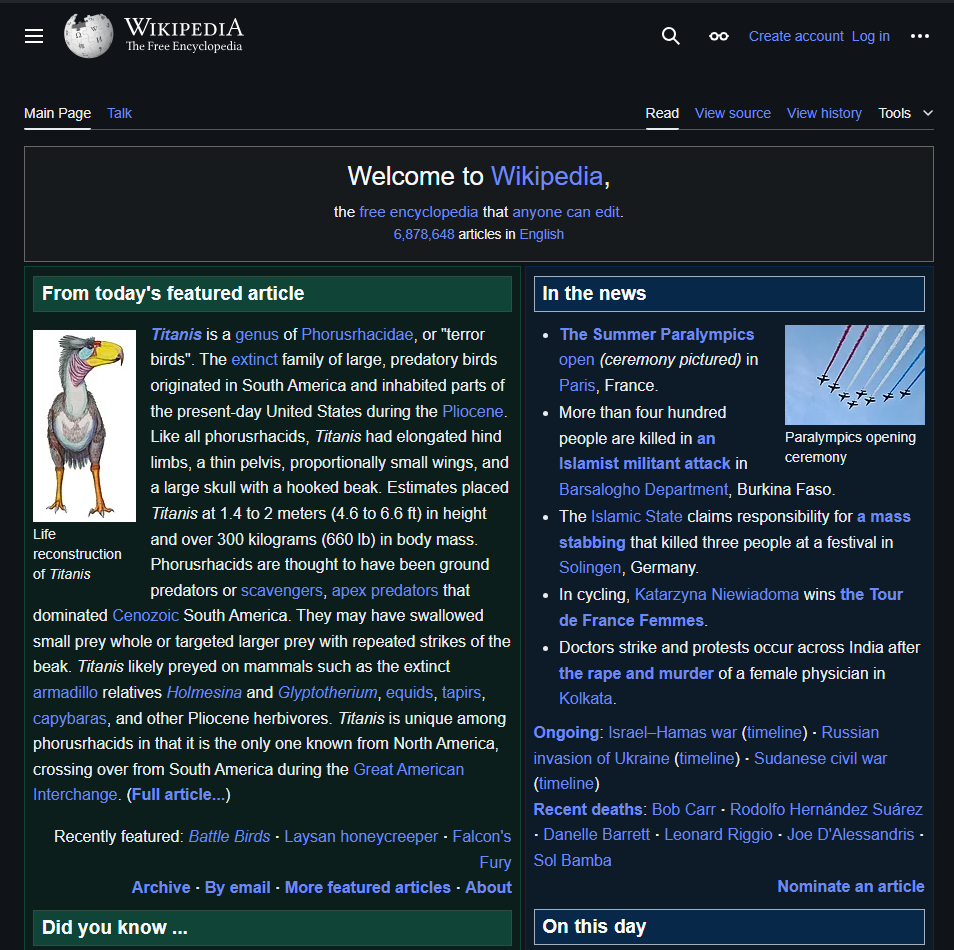 WIKIPEDIA
The Free Encyclopedia
Create account Log in
Main Page Talk
Read View source View history Tools
Welcome to Wikipedia,
the free encyclopedia that anyone can edit.
6,878,648 articles in English
From today's featured article
Life
reconstruction
of Titanis
Titanis is a genus of Phorusrhacidae, or "terror
birds". The extinct family of large, predatory birds
originated in South America and inhabited parts of
the present-day United States during the Pliocene.
Like all phorusrhacids, Titanis had elongated hind
limbs, a thin pelvis, proportionally small wings, and
a large skull with a hooked beak. Estimates placed
Titanis at 1.4 to 2 meters (4.6 to 6.6 ft) in height
and over 300 kilograms (660 lb) in body mass.
Phorusrhacids are thought to have been ground
predators or scavengers, apex predators that
dominated Cenozoic South America. They may have swallowed
small prey whole or targeted larger prey with repeated strikes of the
beak. Titanis likely preyed on mammals such as the extinct
armadillo relatives Holmesina and Glyptotherium, equids, tapirs,
capybaras, and other Pliocene herbivores. Titanis is unique among
phorusrhacids in that it is the only one known from North America,
crossing over from South America during the Great American
Interchange. (Full article...)
Recently featured: Battle Birds · Laysan honeycreeper · Falcon's
Fury
Archive · By email · More featured articles · About
Did you know ...
In the news
• The Summer Paralympics
open (ceremony pictured) in
Paris, France.
Paralympics opening
ceremony
• More than four hundred
people are killed in an
Islamist militant attack in
Barsalogho Department, Burkina Faso.
• The Islamic State claims responsibility for a mass
stabbing that killed three people at a festival in
Solingen, Germany.
• In cycling, Katarzyna Niewiadoma wins the Tour
de France Femmes.
• Doctors strike and protests occur across India after
the rape and murder of a female physician in
Kolkata.
Ongoing: Israel–Hamas war (timeline) · Russian
invasion of Ukraine (timeline) · Sudanese civil war
(timeline)
Recent deaths: Bob Carr · Rodolfo Hernández Suárez
· Danelle Barrett · Leonard Riggio · Joe D'Alessandris ·
Sol Bamba
Nominate an article
On this day